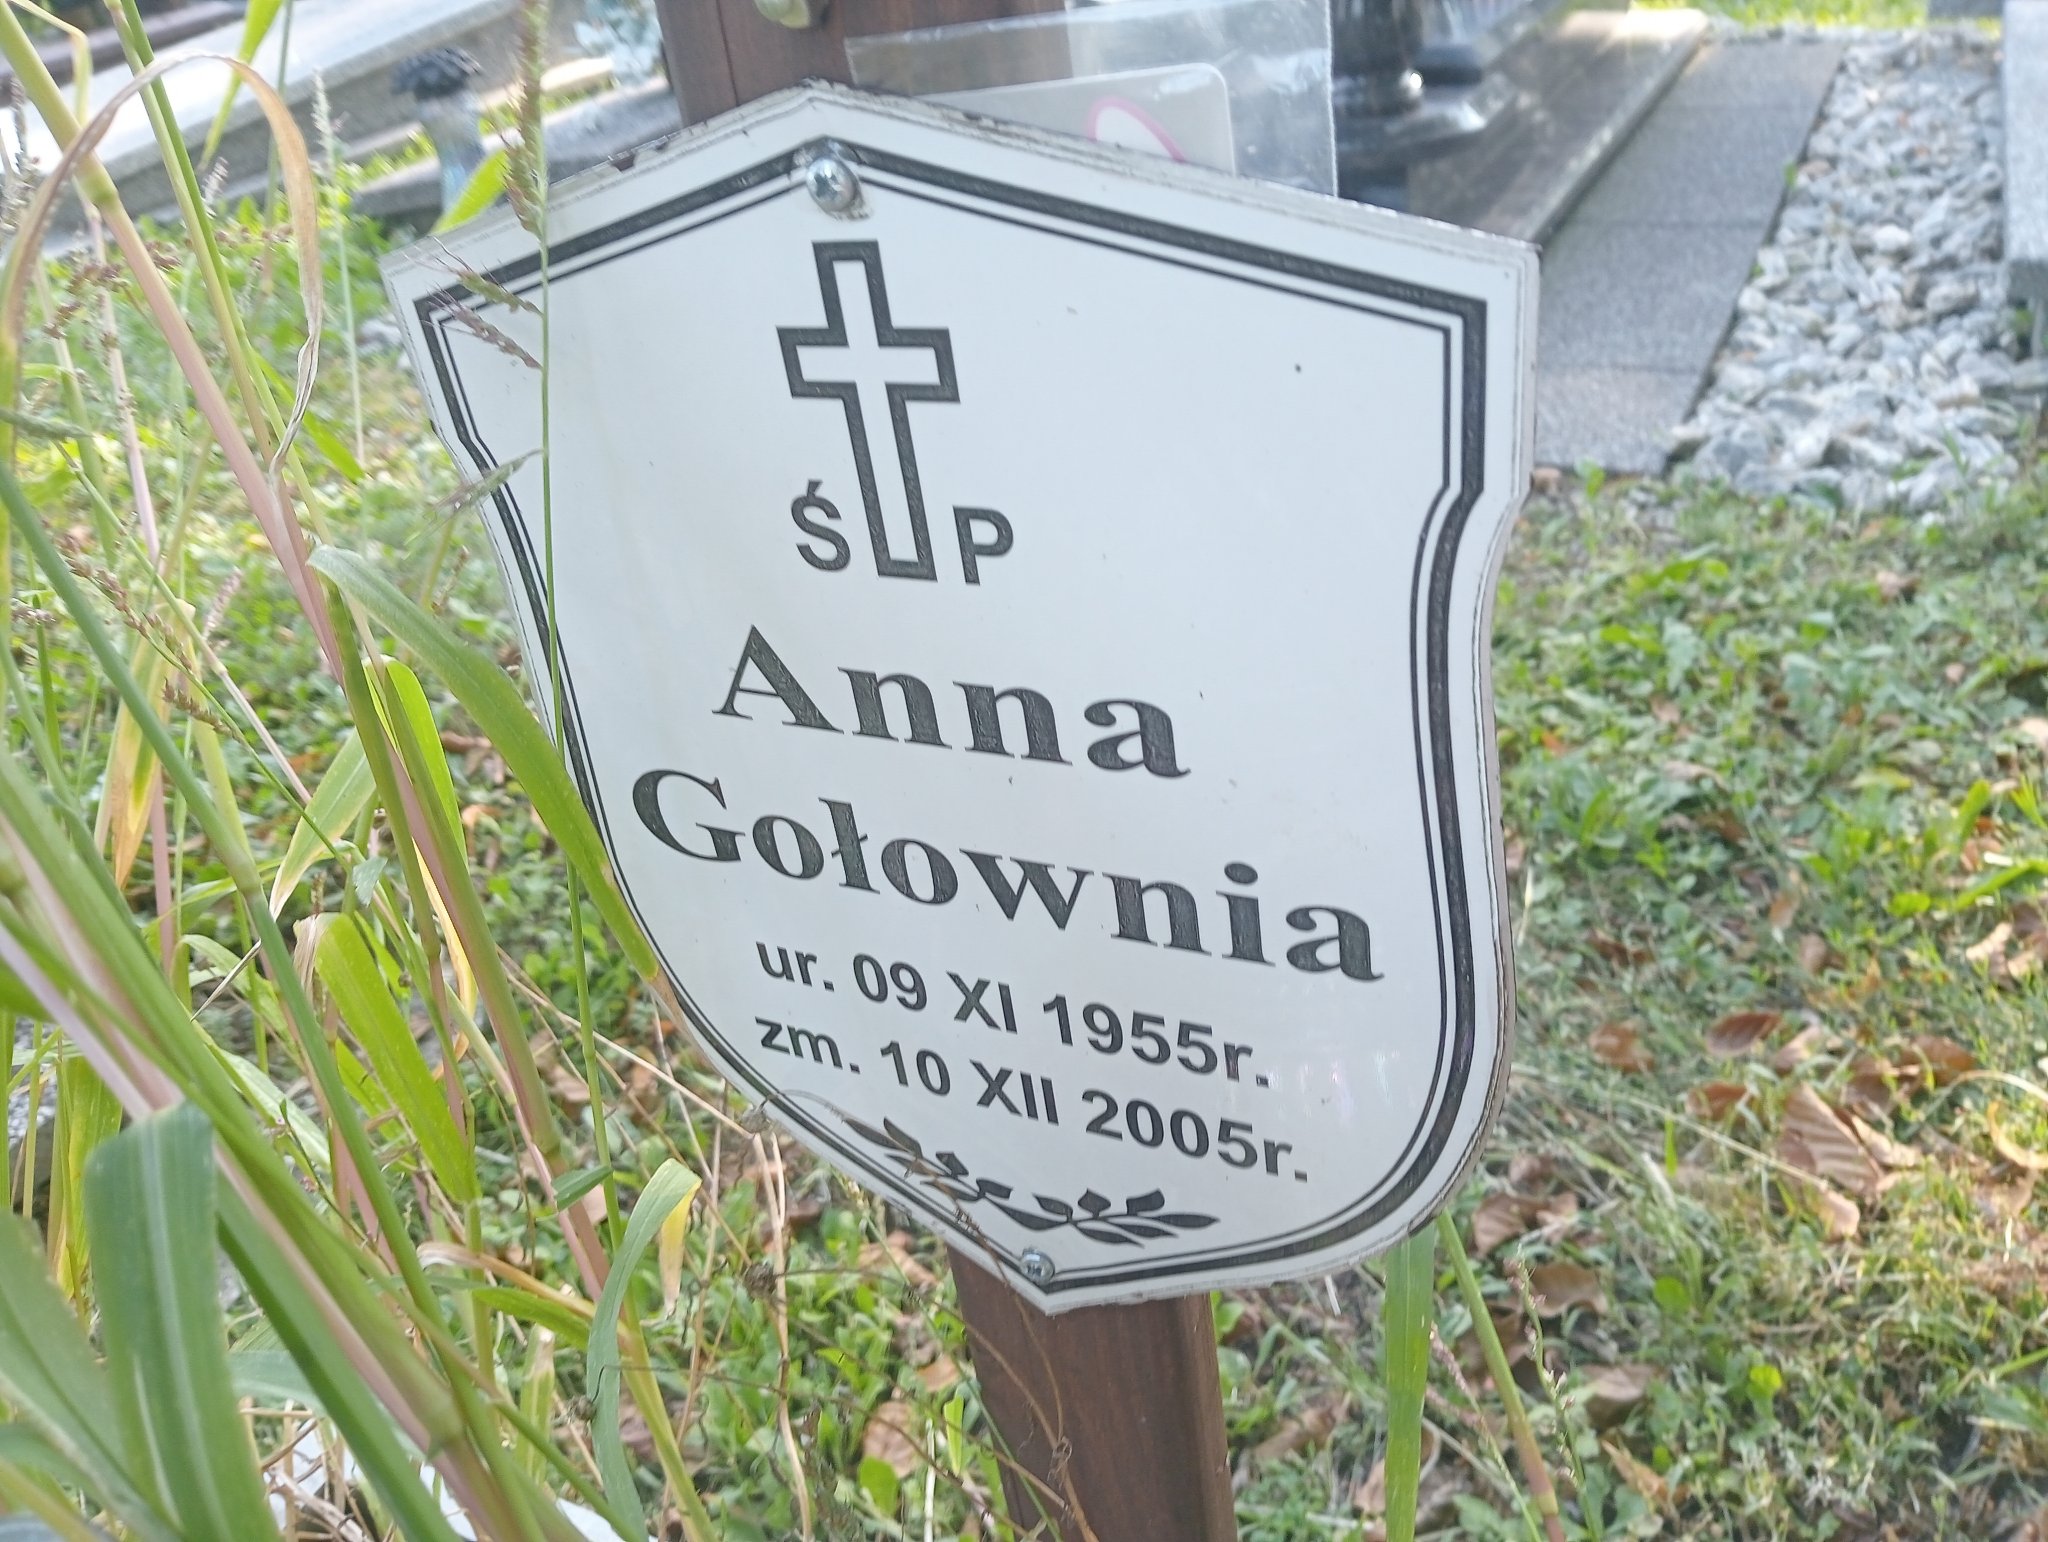 Ś P
Anna
Gołownia
ur. 09 XI 1955r.
zm. 10 XII 2005r.